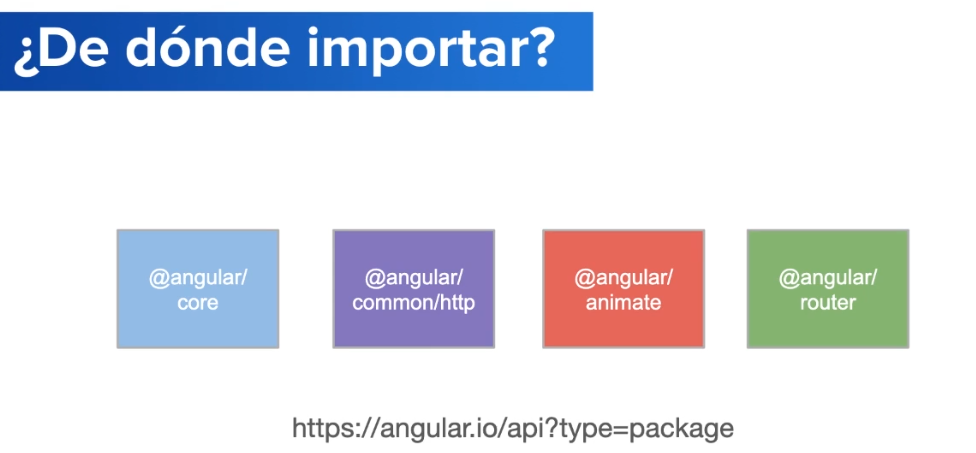 ¿De dónde importar?
@angular/
core
@angular/
common/http
@angular/
animate
@angular/
router
https://angular.io/api?type=package